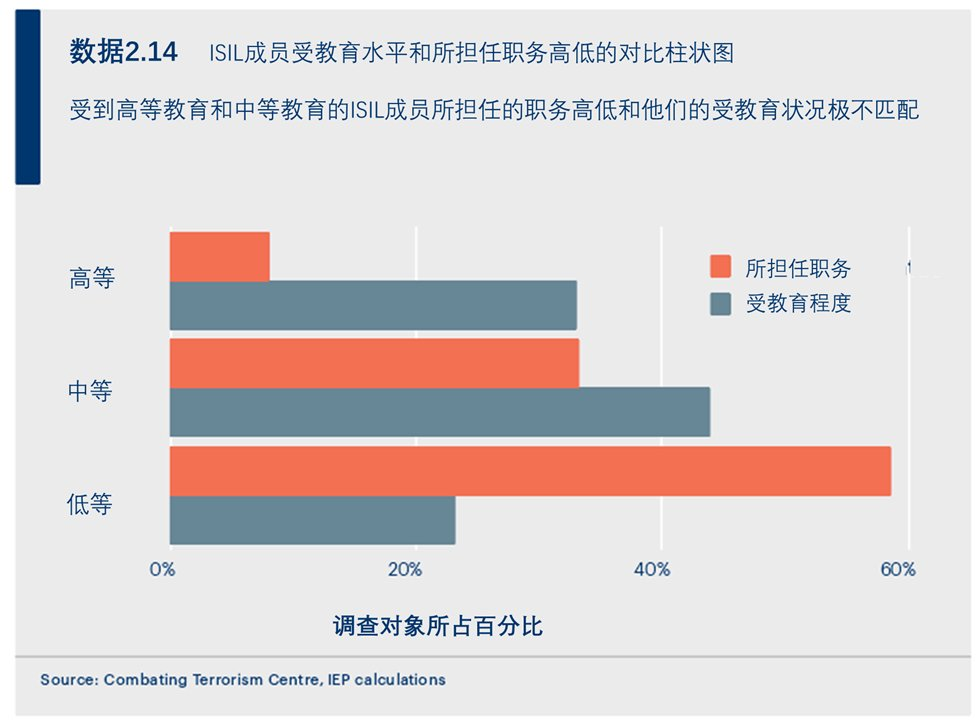 数据2.14 ISIL成员受教育水平和所担任职务高低的对比柱状图
受到高等教育和中等教育的ISIL成员所担任的职务高低和他们的受教育状况极不匹配
所担任职务
受教育程度
高等
中等
低等
0% 20% 40% 60%
调查对象所占百分比
Source: Combating Terrorism Centre, IEP calculations